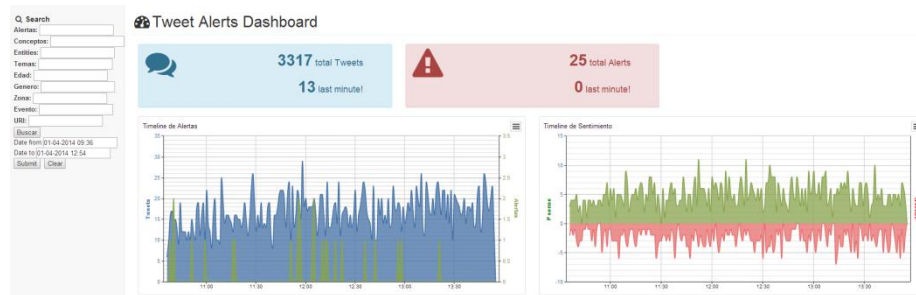 Search
Alertas:
Conceptos:
Entities:
Temas:
Edad:
Genero:
Zona:
Evento:
URI:
Buscar
Date from 01-04-2014 09:36
Date to 01-04-2014 12:54
Submit Clear
Tweet Alerts Dashboard
3317 total Tweets
13 last minute!
25 total Alerts
0 last minute!
Timeline de Alertas
35
30
25
20
15
10
5
0
Tweets
3.5
3
2.5
2
1.5
1
0.5
0
Alertas
11:00 11:30 12:00 12:30 13:00 13:30
Timeline de Sentimiento
15
10
5
0
-5
-10
11:00 11:30 12:00 12:30 13:00 13:30